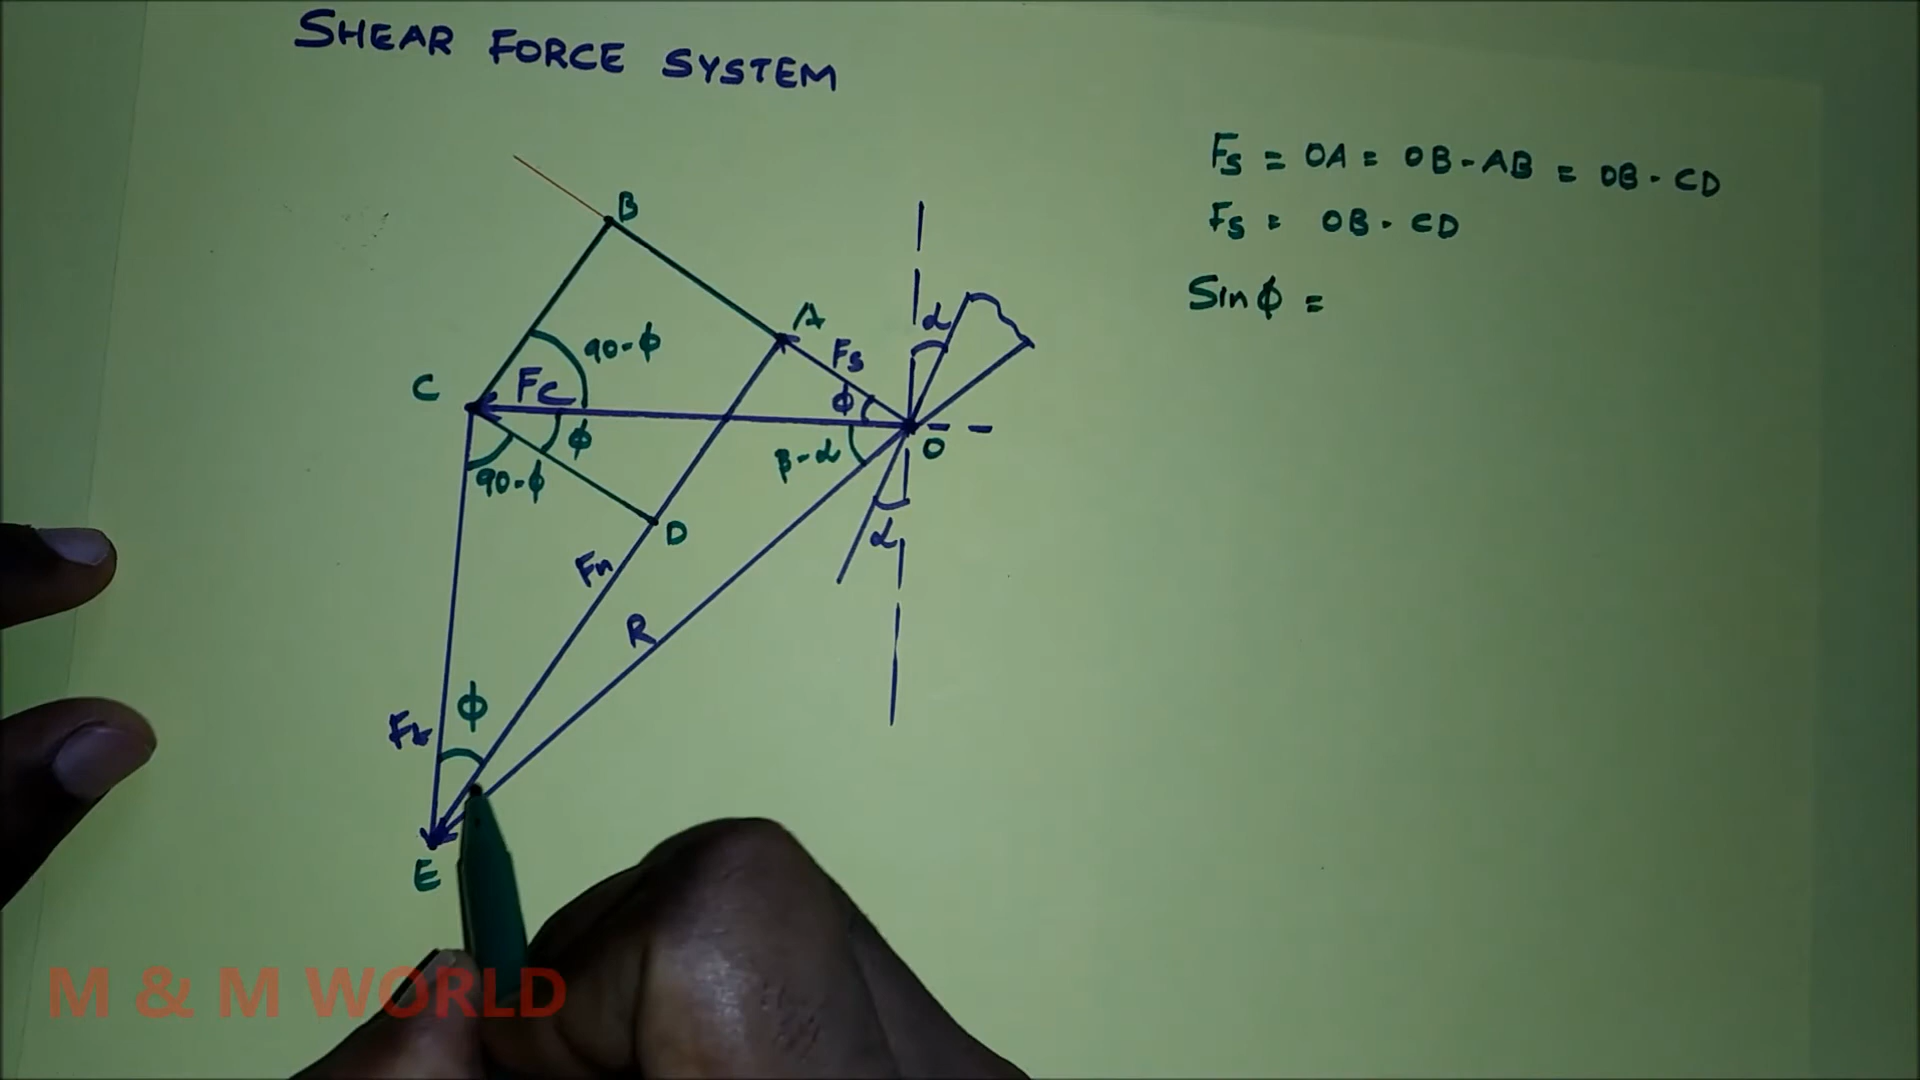 SHEAR FORCE SYSTEM
Fs = OA = OB - AB = OB - CD
Fs = OB - CD
Sinϕ =
B
A
α
90-ϕ
Fs
C
Fc
ϕ
ϕ
O
β-α
90-ϕ
D
α
Fn
R
ϕ
Ft
E
M & M WORLD